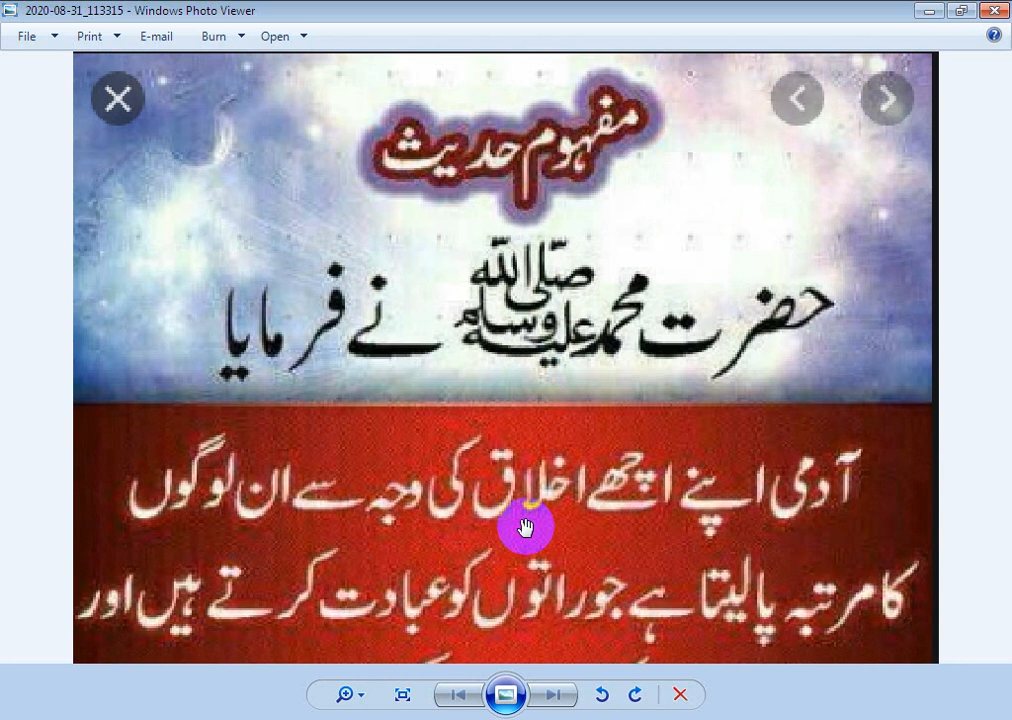 2020-08-31_113315 - Windows Photo Viewer
File Print E-mail Burn Open
مفہوم حدیث
حضرت محمد صلی اللہ علیہ وسلم نے فرمایا
آدمی اپنے اچھے اخلاق کی وجہ سے ان لوگوں
کا مرتبہ پا لیتا ہے جو راتوں کو عبادت کرتے ہیں اور